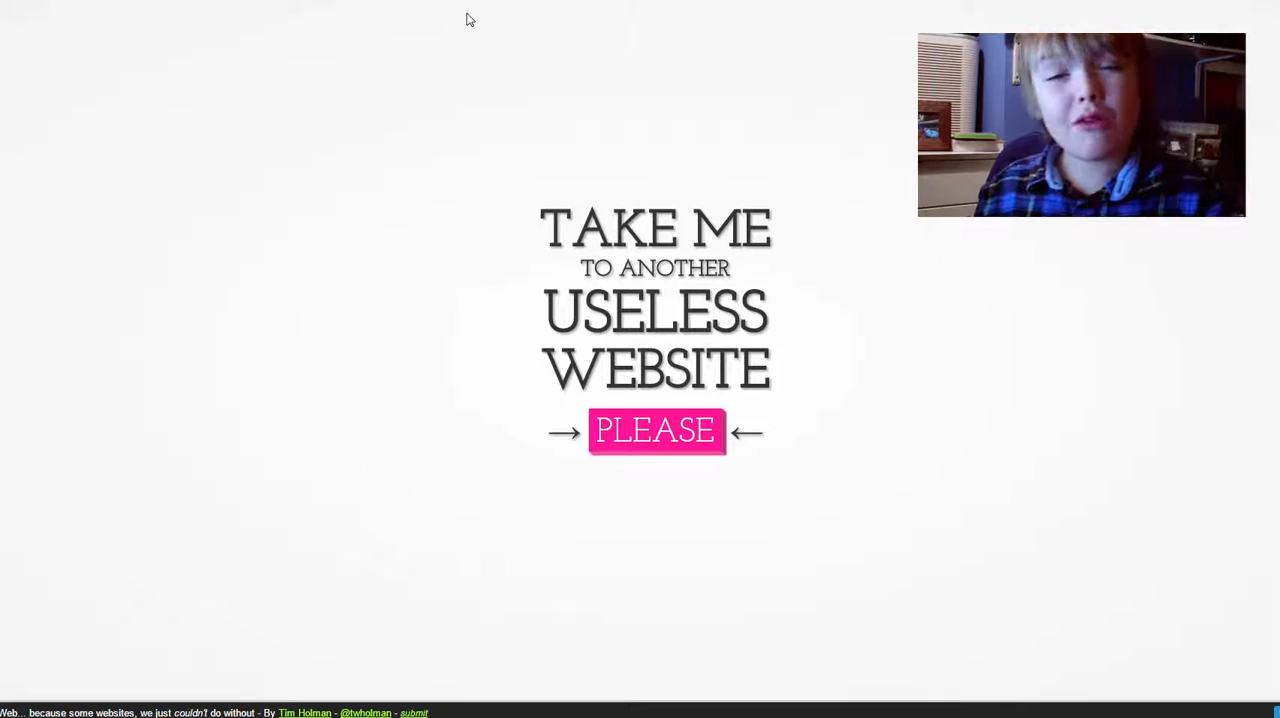 TAKE ME
TO ANOTHER
USELESS
WEBSITE
→ PLEASE ←
Web... because some websites, we just couldn't do without - By Tim Holman - @twholman - submit